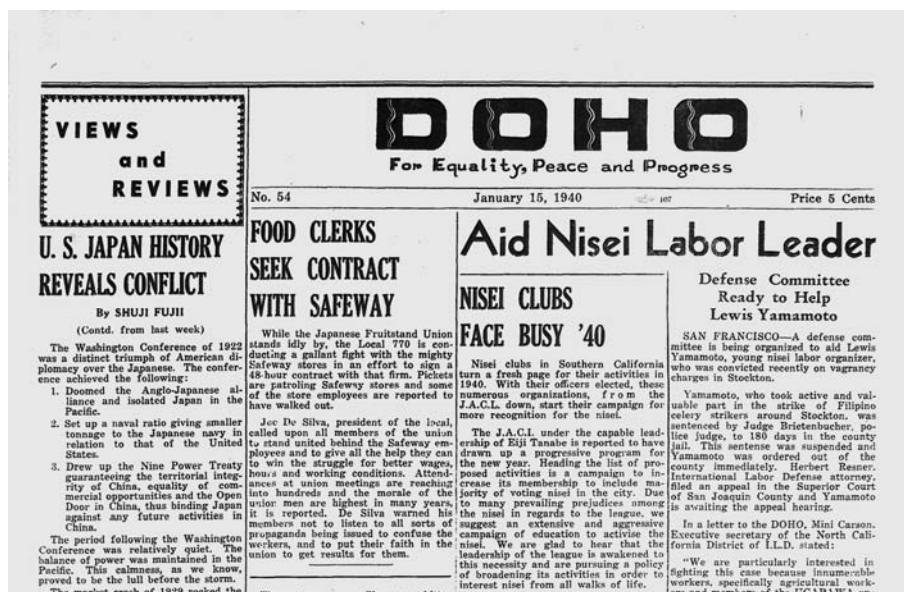 VIEWS
and
REVIEWS
DOHO
For Equality, Peace and Progress
No. 54
January 15, 1940
107
Price 5 Cents
U. S. JAPAN HISTORY
REVEALS CONFLICT
By SHUJI FUJII
(Contd. from last week)
The Washington Conference of 1922
was a distinct triumph of American di-
plomacy over the Japanese. The confer-
ence achieved the following:
1. Doomed the Anglo-Japanese al-
liance and isolated Japan in the
Pacific.
2. Set up a naval ratio giving smaller
tonnage to the Japanese navy in
relation to that of the United
States.
3. Drew up the Nine Power Treaty
guaranteeing the territorial integ-
rity of China, equality of com-
mercial opportunities and the Open
Door in China, thus binding Japan
against any future activities in
China.
The period following the Washington
Conference was relatively quiet. The
balance of power was maintained in the
Pacific. This calmness, as we know,
proved to be the lull before the storm.
The market crash of 1929 rocked the
FOOD CLERKS
SEEK CONTRACT
WITH SAFEWAY
While the Japanese Fruitstand Union
stands idly by, the Local 770 is con-
ducting a gallant fight with the mighty
Safeway stores in an effort to sign a
48-hour contract with that firm. Pickets
are patroling Safeway stores and some
of the store employees are reported to
have walked out.
Joe De Silva, president of the local,
called upon all members of the union
to stand united behind the Safeway em-
ployees and to give all the help they can
to win the struggle for better wages,
hours and working conditions. Attend-
ances at union meetings are reaching
into hundreds and the morale of the
union men are highest in many years,
it is reported. De Silva warned his
members not to listen to all sorts of
propaganda being issued to confuse the
workers, and to put their faith in the
union to get results for them.
Aid Nisei Labor Leader
NISEI CLUBS
FACE BUSY '40
Nisei clubs in Southern California
turn a fresh page for their activities in
1940. With their officers elected, these
numerous organizations, from the
J.A.C.L. down, start their campaign for
more recognition for the nisei.
The J.A.C.L. under the capable lead-
ership of Eiji Tanabe is reported to have
drawn up a progressive program for
the new year. Heading the list of pro-
posed activities is a campaign to in-
crease its membership to include ma-
jority of voting nisei in the city. Due
to many prevailing prejudices among
the nisei in regards to the league, we
suggest an extensive and aggressive
campaign of education to activise the
nisei. We are glad to hear that the
leadership of the league is awakened to
this necessity and are pursuing a policy
of broadening its activities in order to
interest nisei from all walks of life.
Defense Committee
Ready to Help
Lewis Yamamoto
SAN FRANCISCO—A defense com-
mittee is being organized to aid Lewis
Yamamoto, young nisei labor organizer,
who was convicted recently on vagrancy
charges in Stockton.
Yamamoto, who took active and val-
uable part in the strike of Filipino
celery strikers around Stockton, was
sentenced by Judge Brietenbucher, po-
lice judge, to 180 days in the county
jail. This sentence was suspended and
Yamamoto was ordered out of the
county immediately. Herbert Resner,
International Labor Defense attorney,
filed an appeal in the Superior Court
of San Joaquin County and Yamamoto
is awaiting the appeal hearing.
In a letter to the DOHO, Mini Carson,
Executive secretary of the North Cali-
fornia District of I.L.D. stated:
"We are particularly interested in
fighting this case because innumerable
workers, specifically agricultural work-